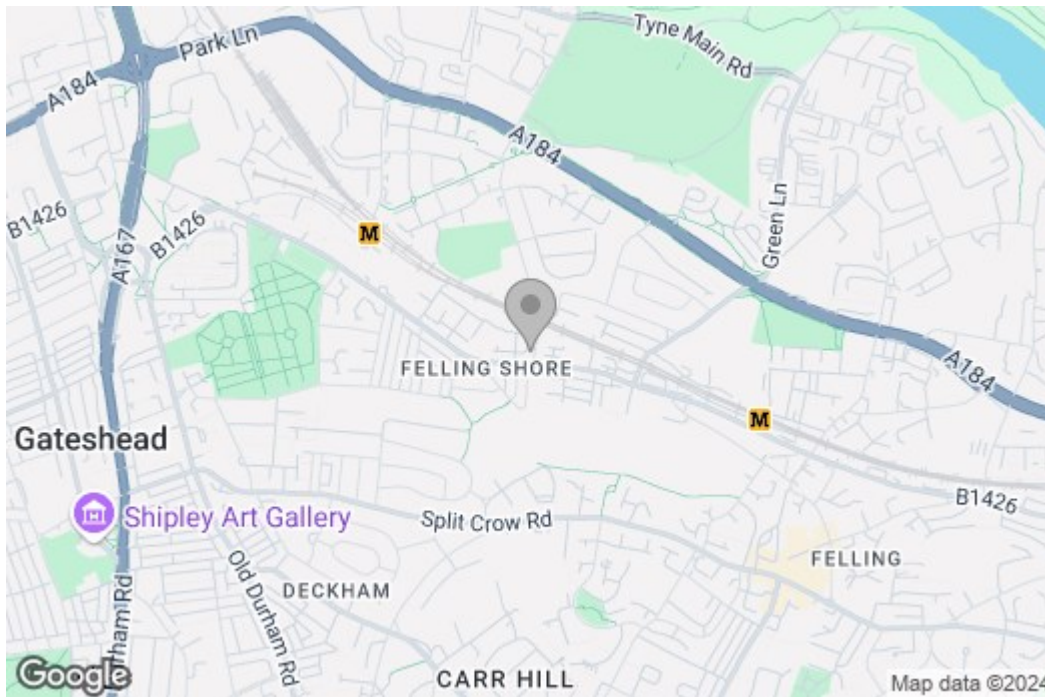 Park Ln
A184
Tyne Main Rd
A184
B1426
B1426
A167
Green Ln
M
FELLING SHORE
A184
M
Gateshead
B1426
Shipley Art Gallery
Split Crow Rd
FELLING
DECKHAM
Old Durham Rd
Durham Rd
CARR HILL
Google
Map data ©2024